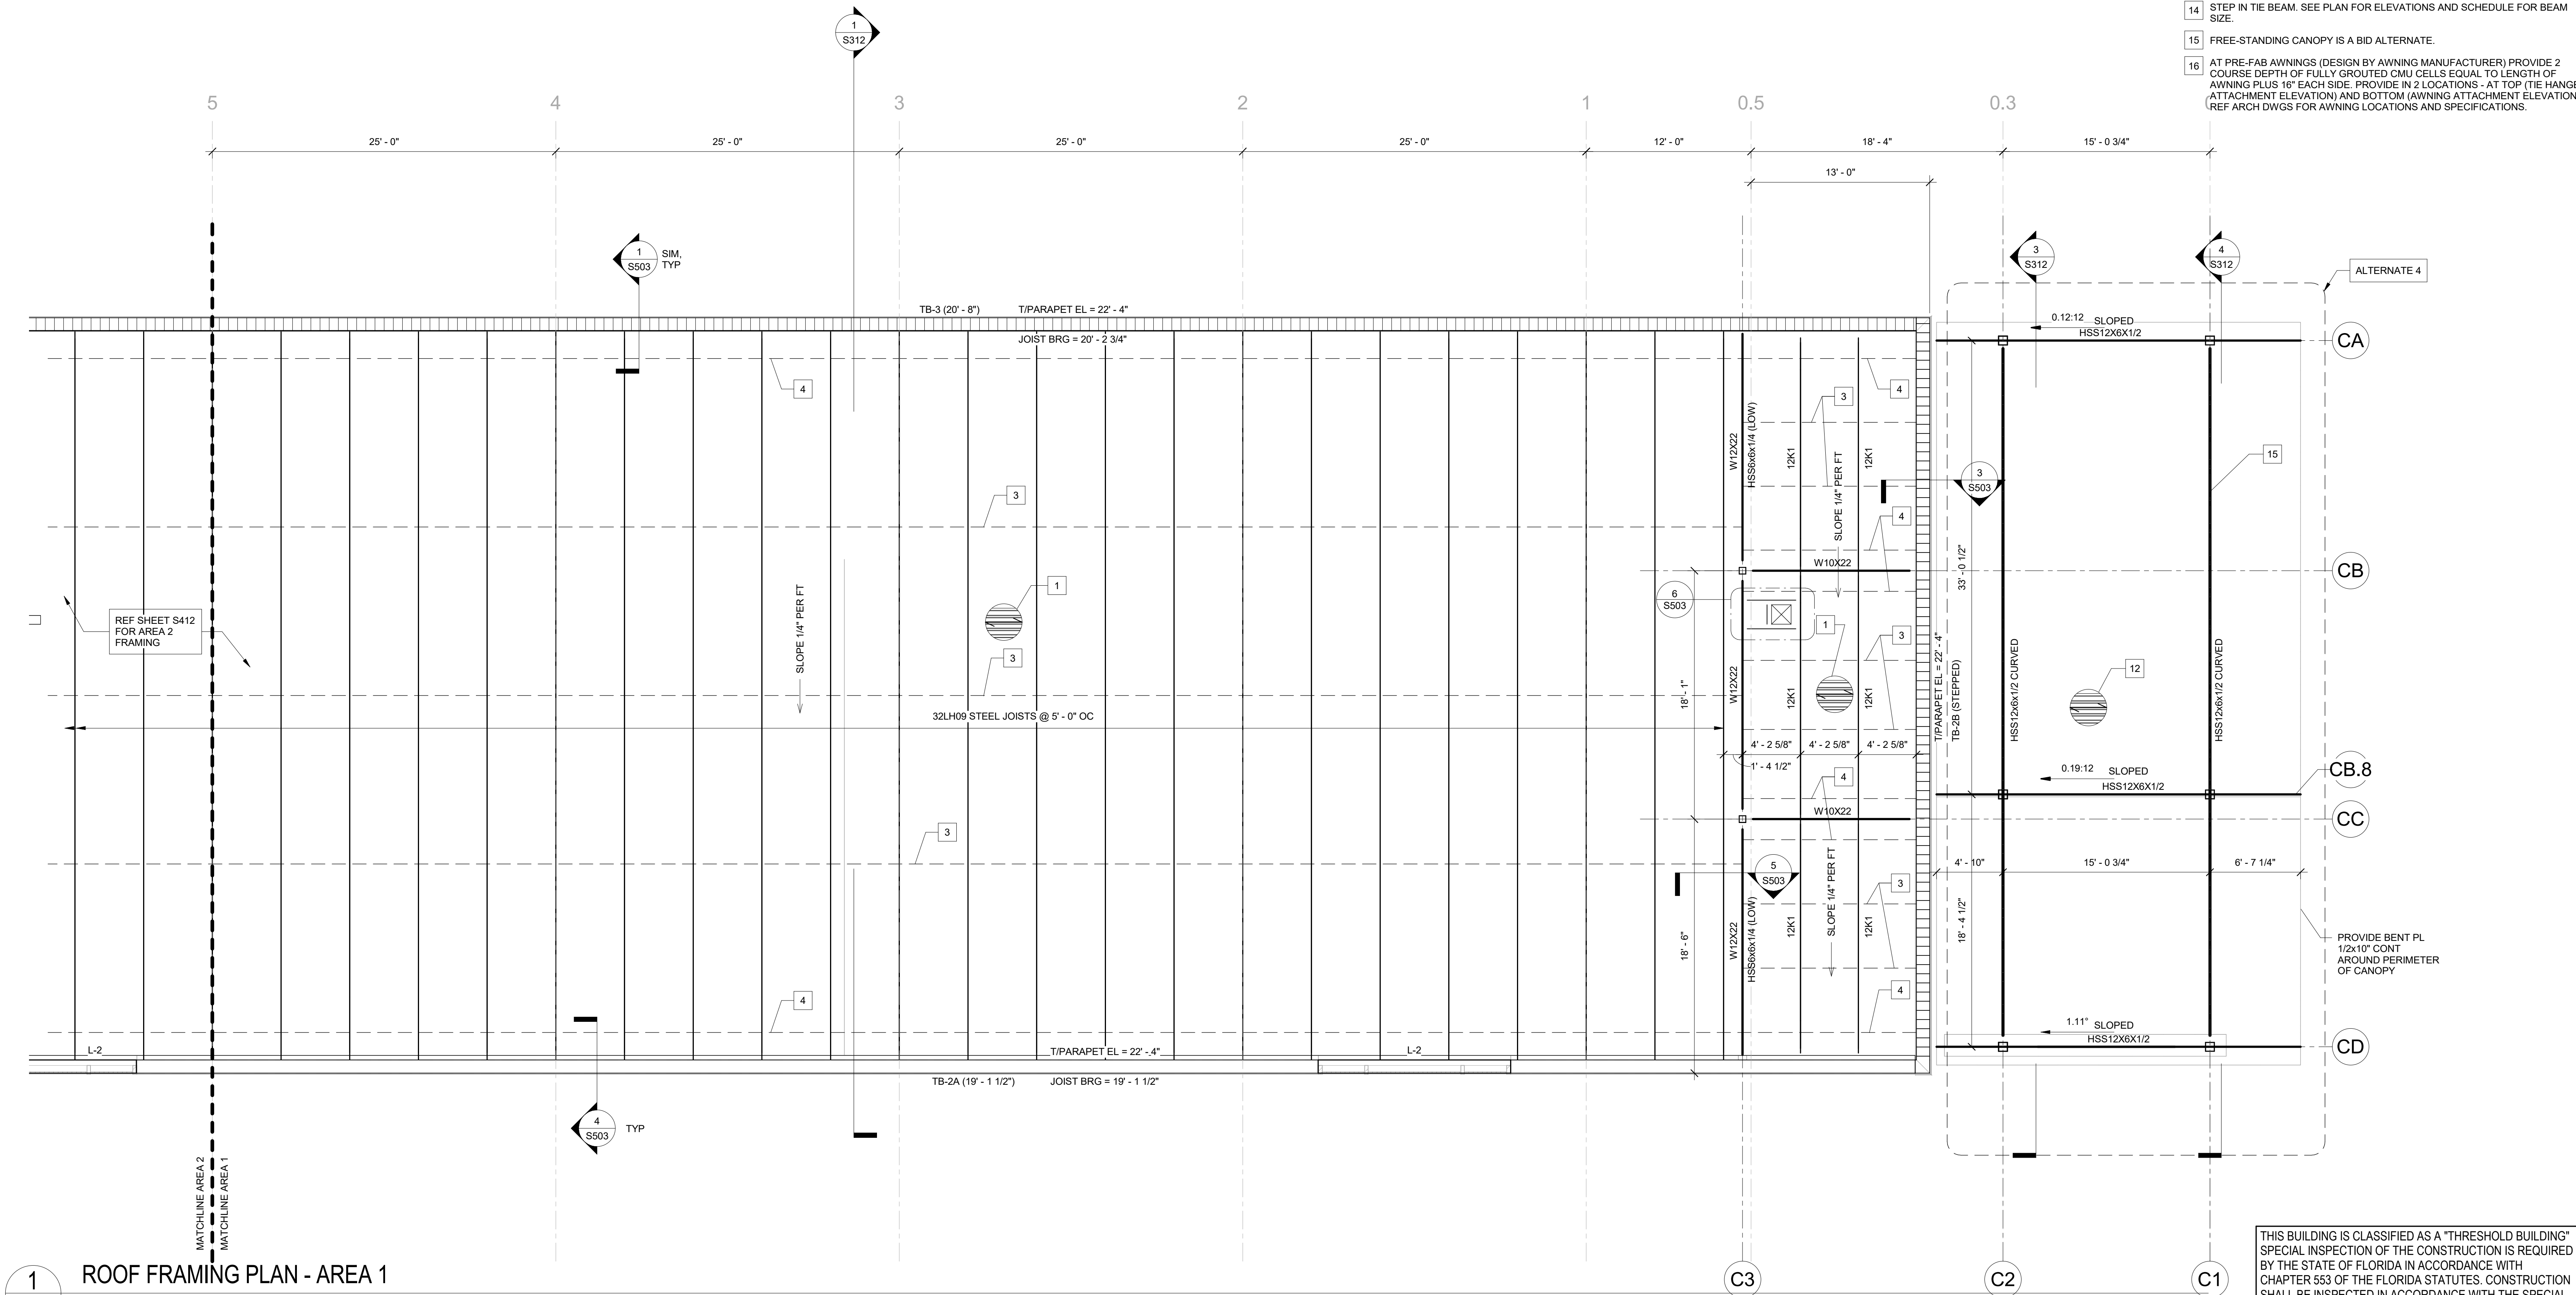 14
STEP IN TIE BEAM. SEE PLAN FOR ELEVATIONS AND SCHEDULE FOR BEAM
SIZE.
15
FREE-STANDING CANOPY IS A BID ALTERNATE.
16
AT PRE-FAB AWNINGS (DESIGN BY AWNING MANUFACTURER) PROVIDE 2
COURSE DEPTH OF FULLY GROUTED CMU CELLS EQUAL TO LENGTH OF
AWNING PLUS 16" EACH SIDE. PROVIDE IN 2 LOCATIONS - AT TOP (TIE HANGE
ATTACHMENT ELEVATION) AND BOTTOM (AWNING ATTACHMENT ELEVATION
REF ARCH DWGS FOR AWNING LOCATIONS AND SPECIFICATIONS.
1
S312
5
4
3
2
1
0.5
0.3
25' - 0"
25' - 0"
25' - 0"
25' - 0"
12' - 0"
18' - 4"
15' - 0 3/4"
13' - 0"
1
S503
SIM,
TYP
3
S312
4
S312
ALTERNATE 4
TB-3 (20' - 8")
T/PARAPET EL = 22' - 4"
JOIST BRG = 20' - 2 3/4"
0.12:12
SLOPED
HSS12X6X1/2
CA
4
4
3
W12X22
HSS6x6x1/4 (LOW)
12K1
SLOPE 1/4" PER FT
12K1
15
3
S503
3
4
33' - 0 1/2"
W10X22
CB
1
6
S503
1
REF SHEET S412
FOR AREA 2
FRAMING
SLOPE 1/4" PER FT
3
3
T/PARAPET EL = 22' - 4"
TB-2B (STEPPED)
HSS12x6x1/2 CURVED
HSS12x6x1/2 CURVED
12
18' - 1"
W12X22
12K1
12K1
32LH09 STEEL JOISTS @ 5' - 0" OC
4' - 2 5/8"
4' - 2 5/8"
4' - 2 5/8"
1' - 4 1/2"
4
0.19:12
SLOPED
HSS12X6X1/2
CB.8
W10X22
CC
3
5
S503
4' - 10"
15' - 0 3/4"
6' - 7 1/4"
3
18' - 6"
W12X22
HSS6x6x1/4 (LOW)
12K1
SLOPE 1/4" PER FT
12K1
18' - 4 1/2"
PROVIDE BENT PL
1/2x10" CONT
AROUND PERIMETER
OF CANOPY
4
4
1.11°
SLOPED
HSS12X6X1/2
CD
L-2
T/PARAPET EL = 22' - 4"
L-2
TB-2A (19' - 1 1/2")
JOIST BRG = 19' - 1 1/2"
4
S503
TYP
MATCHLINE AREA 2
MATCHLINE AREA 1
1
ROOF FRAMING PLAN - AREA 1
C3
C2
C1
THIS BUILDING IS CLASSIFIED AS A "THRESHOLD BUILDING"
SPECIAL INSPECTION OF THE CONSTRUCTION IS REQUIRED
BY THE STATE OF FLORIDA IN ACCORDANCE WITH
CHAPTER 553 OF THE FLORIDA STATUTES. CONSTRUCTION
SHALL BE INSPECTED IN ACCORDANCE WITH THE SPECIAL